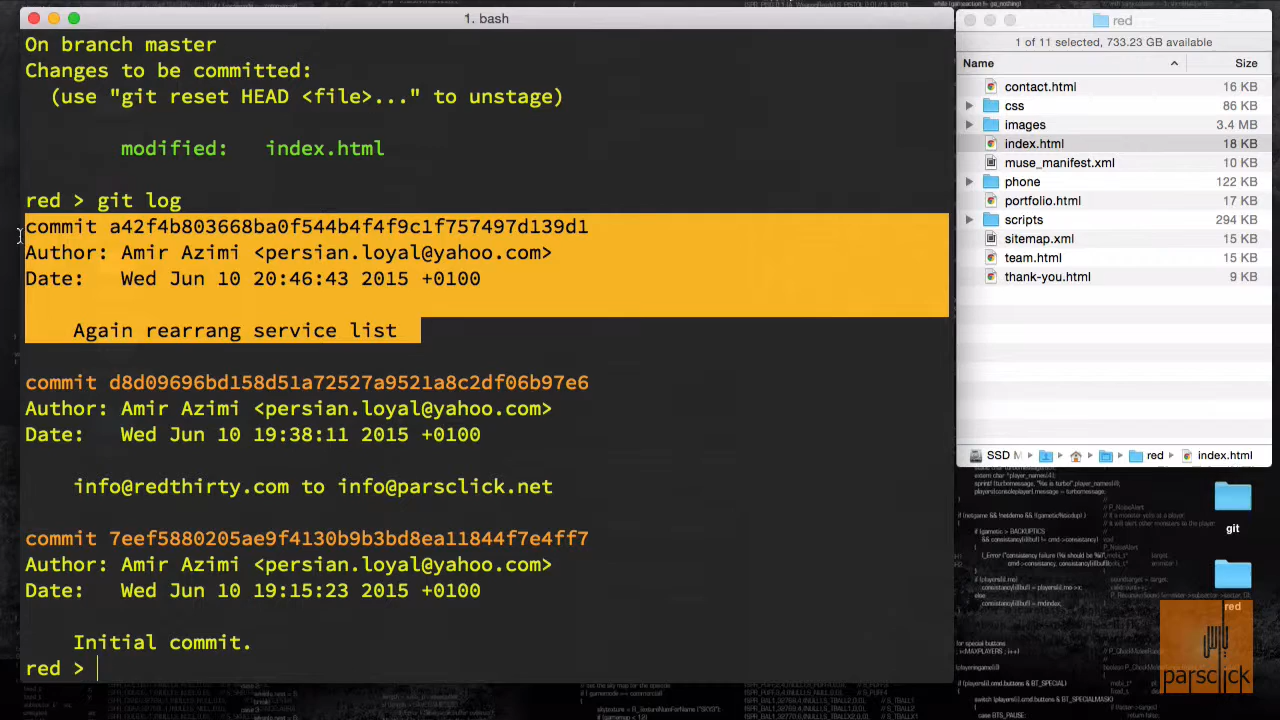 1. bash
On branch master
Changes to be committed:
(use "git reset HEAD <file>..." to unstage)
modified: index.html
red > git log
commit a42f4b803668ba0f544b4f4f9c1f757497d139d1
Author: Amir Azimi <persian.loyal@yahoo.com>
Date: Wed Jun 10 20:46:43 2015 +0100
Again rearrang service list
commit d8d09696bd158d51a72527a9521a8c2df06b97e6
Author: Amir Azimi <persian.loyal@yahoo.com>
Date: Wed Jun 10 19:38:11 2015 +0100
info@redthirty.com to info@parsclick.net
commit 7eef5880205ae9f4130b9b3bd8ea11844f7e4ff7
Author: Amir Azimi <persian.loyal@yahoo.com>
Date: Wed Jun 10 19:15:23 2015 +0100
Initial commit.
red >
red
1 of 11 selected, 733.23 GB available
Name Size
contact.html 16 KB
css 86 KB
images 3.4 MB
index.html 18 KB
muse_manifest.xml 10 KB
phone 122 KB
portfolio.html 17 KB
scripts 294 KB
sitemap.xml 15 KB
team.html 15 KB
thank-you.html 9 KB
SSD red index.html
git
red
پارس
parsclick